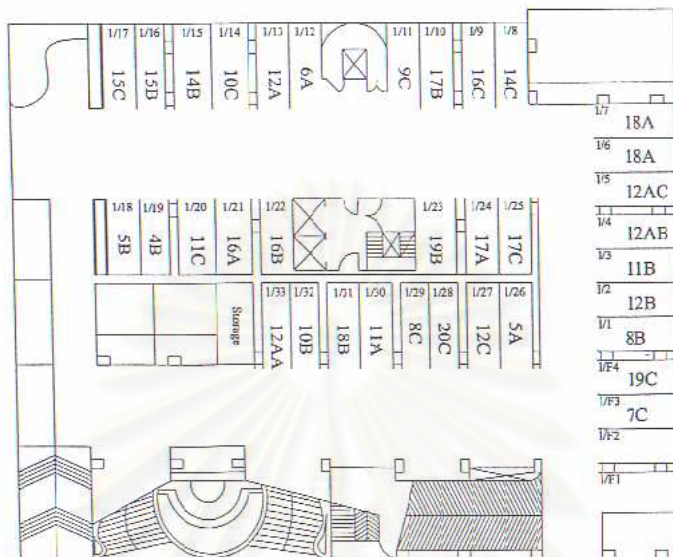 1/17 1/16 1/15 1/14 1/13 1/12 1/11 1/10 1/9 1/8
15C 15B 14B 10C 12A 6A 9C 17B 16C 14C
1/7 18A
1/6 18A
1/5 12AC
1/4 12AB
1/3 11B
1/2 12B
1/1 8B
1/F4 19C
1/F3 7C
1/F2
1/F1
1/18 1/19 1/20 1/21 1/22 1/23 1/24 1/25
5B 4B 11C 16A 16B 19B 17A 17C
1/33 1/32 1/31 1/30 1/29 1/28 1/27 1/26
Storage 12AA 10B 18B 11A 8C 20C 12C 5A